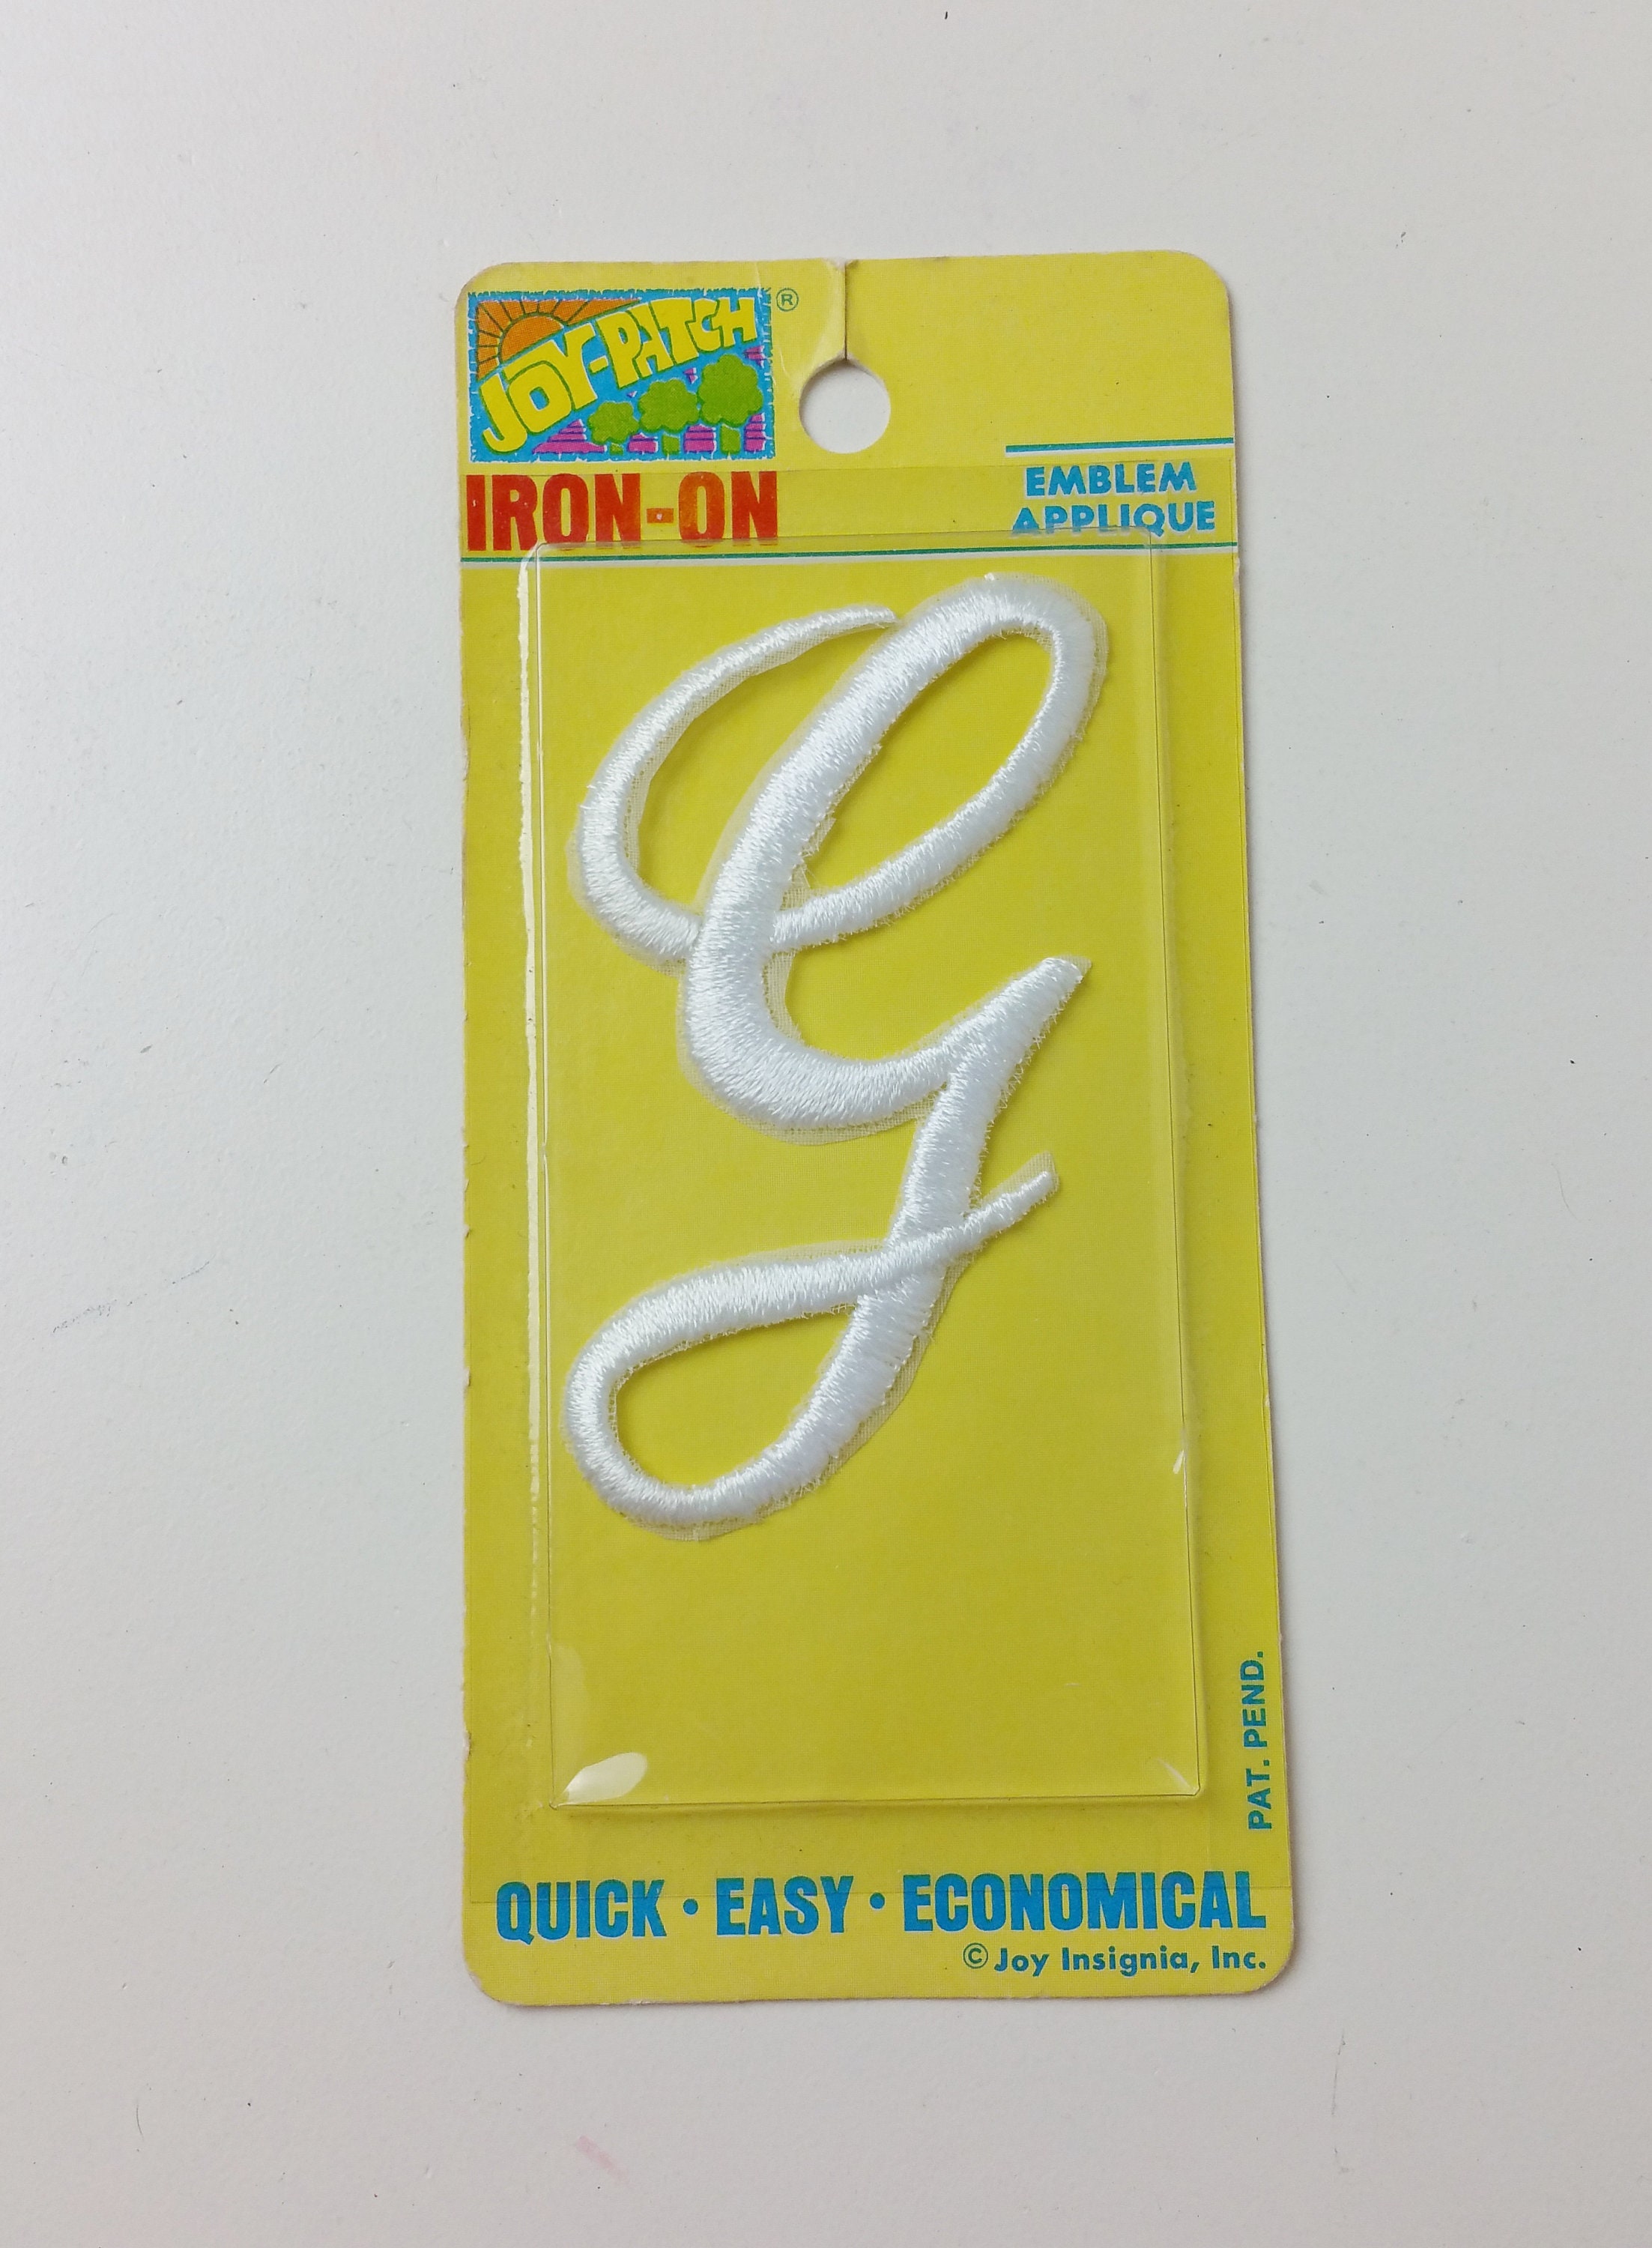 JOY-PATCH ®
IRON-ON
EMBLEM
APPLIQUE
G
PAT. PEND.
QUICK • EASY • ECONOMICAL
© Joy Insignia, Inc.